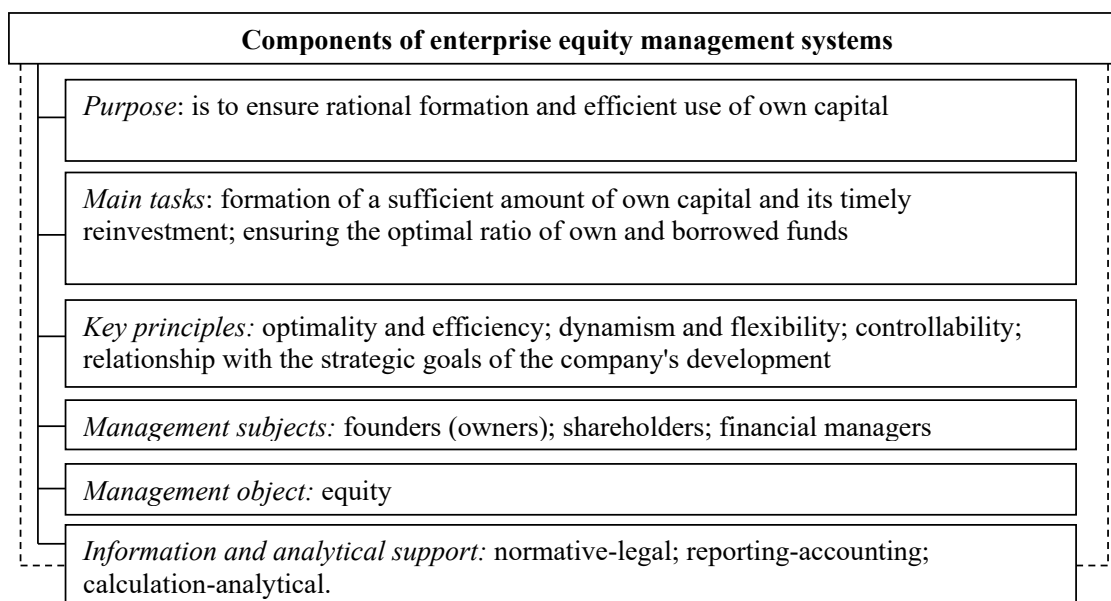 Components of enterprise equity management systems
Purpose: is to ensure rational formation and efficient use of own capital
Main tasks: formation of a sufficient amount of own capital and its timely
reinvestment; ensuring the optimal ratio of own and borrowed funds
Key principles: optimality and efficiency; dynamism and flexibility; controllability;
relationship with the strategic goals of the company's development
Management subjects: founders (owners); shareholders; financial managers
Management object: equity
Information and analytical support: normative-legal; reporting-accounting;
calculation-analytical.